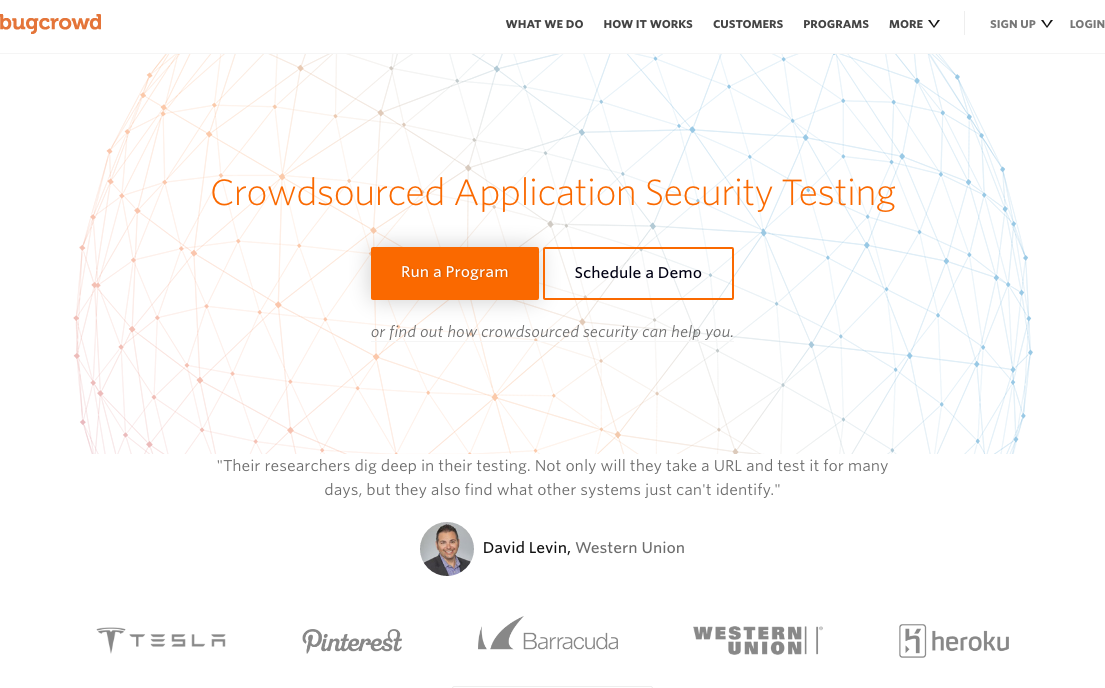 bugcrowd
WHAT WE DO HOW IT WORKS CUSTOMERS PROGRAMS MORE SIGN UP LOGIN
Crowdsourced Application Security Testing
Run a Program Schedule a Demo
or find out how crowdsourced security can help you.
"Their researchers dig deep in their testing. Not only will they take a URL and test it for many
days, but they also find what other systems just can't identify."
David Levin, Western Union
TESLA Pinterest Barracuda WESTERN UNION® heroku